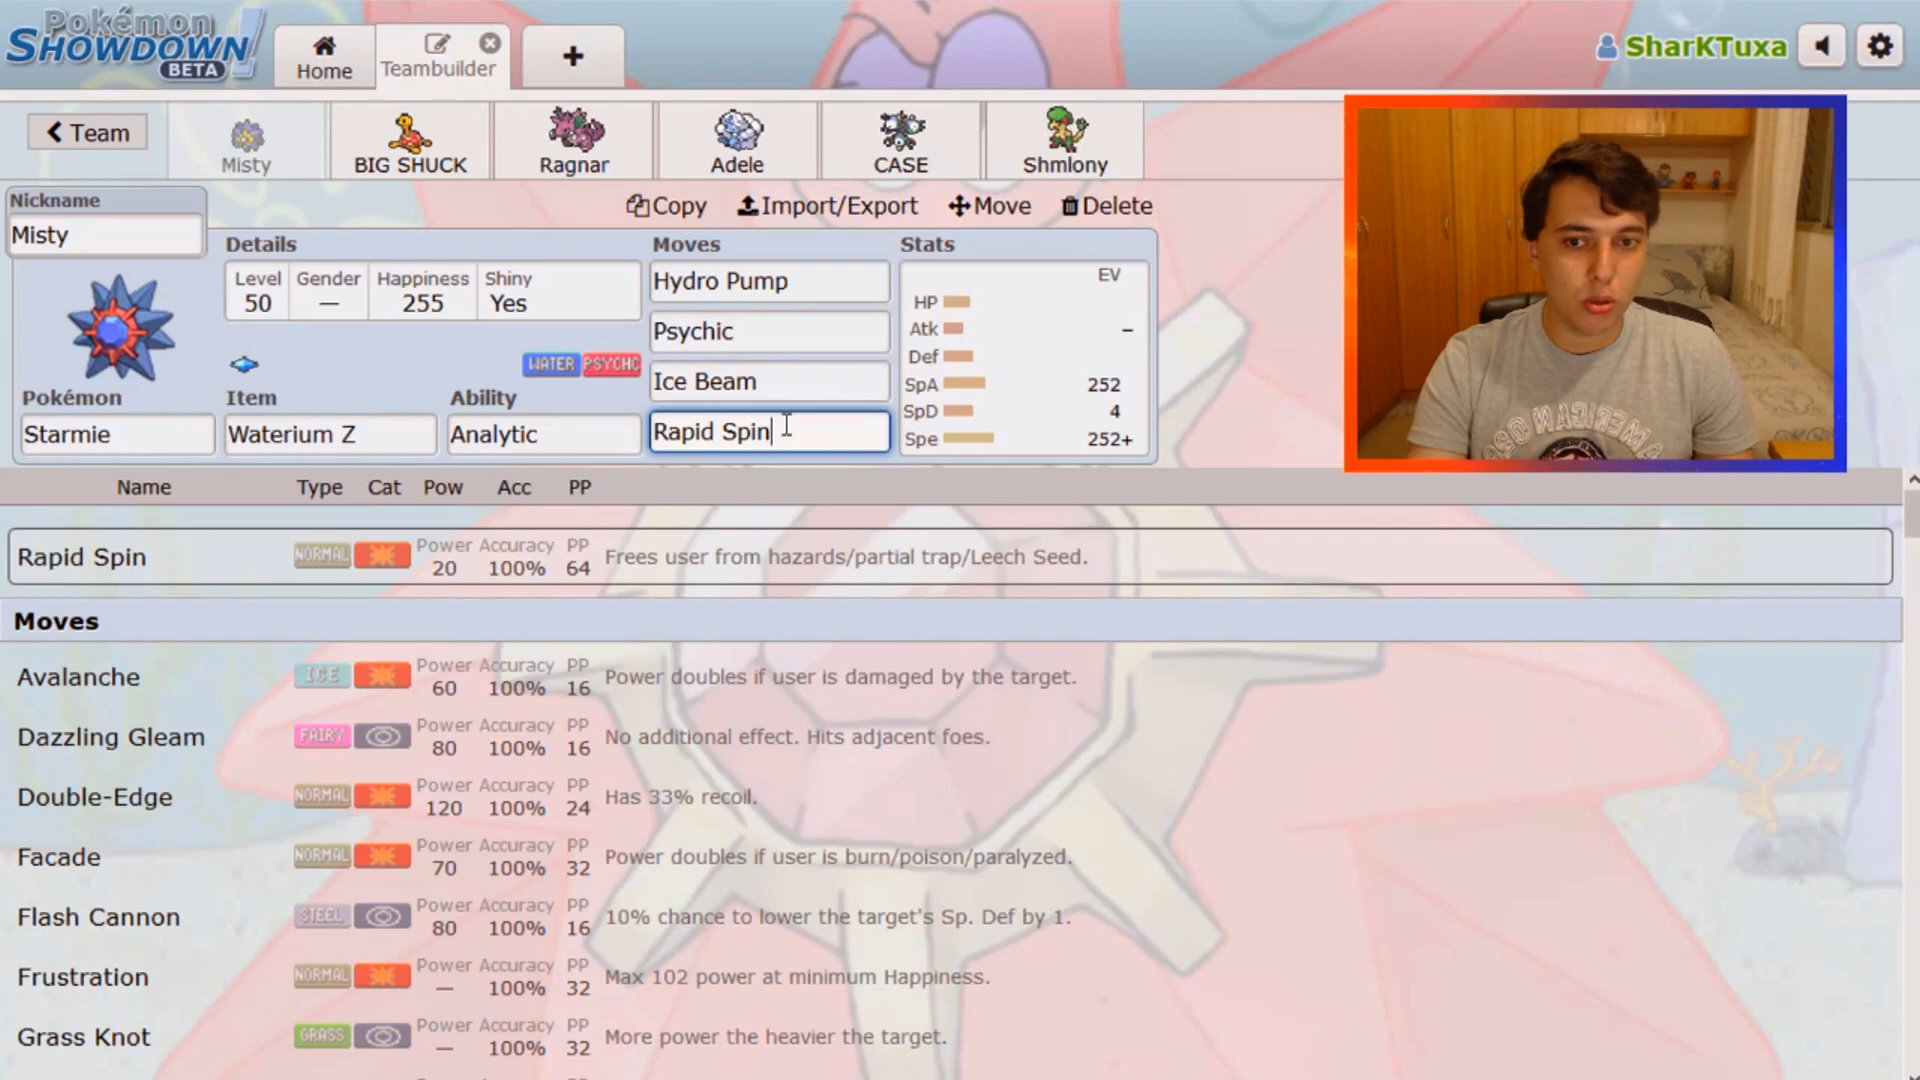 Pokémon
SHOWDOWN!
BETA
Home
Teambuilder
SharKTuxa
Team
Misty
BIG SHUCK
Ragnar
Adele
CASE
Shmlony
Nickname
Misty
Copy
Import/Export
Move
Delete
Details
Moves
Stats
Level
Gender
Happiness
Shiny
50
—
255
Yes
WATER
PSYCHC
Pokémon
Item
Ability
Starmie
Waterium Z
Analytic
Hydro Pump
Psychic
Ice Beam
Rapid Spin
EV
HP
Atk –
Def
SpA 252
SpD 4
Spe 252+
Name Type Cat Pow Acc PP
Rapid Spin NORMAL Power 20 Accuracy 100% PP 64 Frees user from hazards/partial trap/Leech Seed.
Moves
Avalanche ICE Power 60 Accuracy 100% PP 16 Power doubles if user is damaged by the target.
Dazzling Gleam FAIRY Power 80 Accuracy 100% PP 16 No additional effect. Hits adjacent foes.
Double-Edge NORMAL Power 120 Accuracy 100% PP 24 Has 33% recoil.
Facade NORMAL Power 70 Accuracy 100% PP 32 Power doubles if user is burn/poison/paralyzed.
Flash Cannon STEEL Power 80 Accuracy 100% PP 16 10% chance to lower the target's Sp. Def by 1.
Frustration NORMAL Power — Accuracy 100% PP 32 Max 102 power at minimum Happiness.
Grass Knot GRASS Power — Accuracy 100% PP 32 More power the heavier the target.